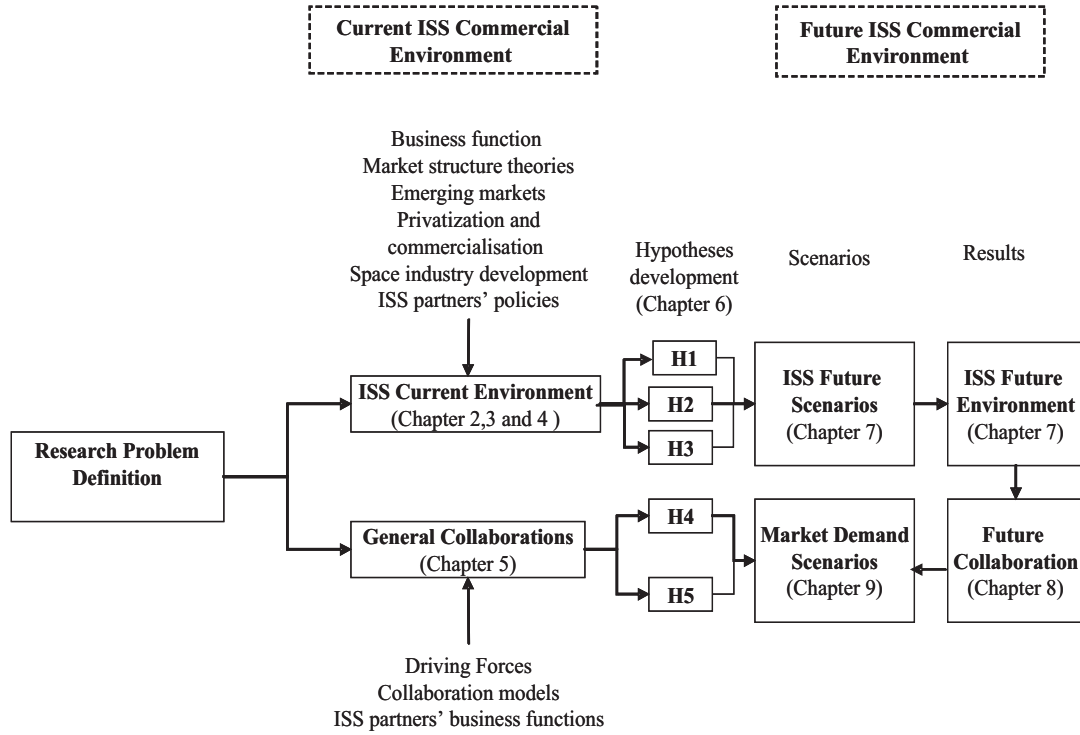 Current ISS Commercial
Environment
Future ISS Commercial
Environment
Business function
Market structure theories
Emerging markets
Privatization and
commercialisation
Space industry development
ISS partners’ policies
Hypotheses
development
(Chapter 6)
Scenarios
Results
Research Problem
Definition
ISS Current Environment
(Chapter 2,3 and 4 )
H1
H2
H3
ISS Future
Scenarios
(Chapter 7)
ISS Future
Environment
(Chapter 7)
General Collaborations
(Chapter 5)
H4
H5
Market Demand
Scenarios
(Chapter 9)
Future
Collaboration
(Chapter 8)
Driving Forces
Collaboration models
ISS partners’ business functions